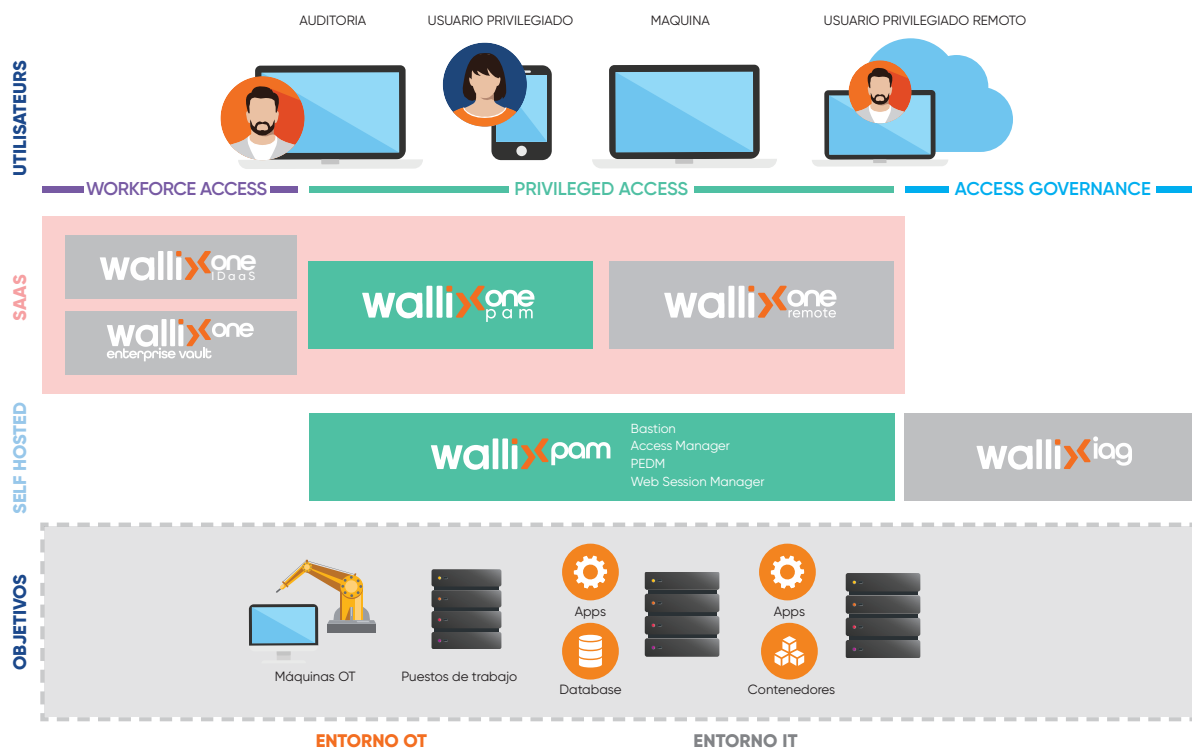 AUDITORIA
USUARIO PRIVILEGIADO
MAQUINA
USUARIO PRIVILEGIADO REMOTO
UTILISATEURS
WORKFORCE ACCESS
PRIVILEGED ACCESS
ACCESS GOVERNANCE
SAAS
wallix one
IDaaS
wallix one
enterprise vault
wallix one
pam
wallix one
remote
SELF HOSTED
wallix pam
Bastion
Access Manager
PEDM
Web Session Manager
wallix iag
OBJETIVOS
Máquinas OT
Puestos de trabajo
Apps
Database
Apps
Contenedores
ENTORNO OT
ENTORNO IT